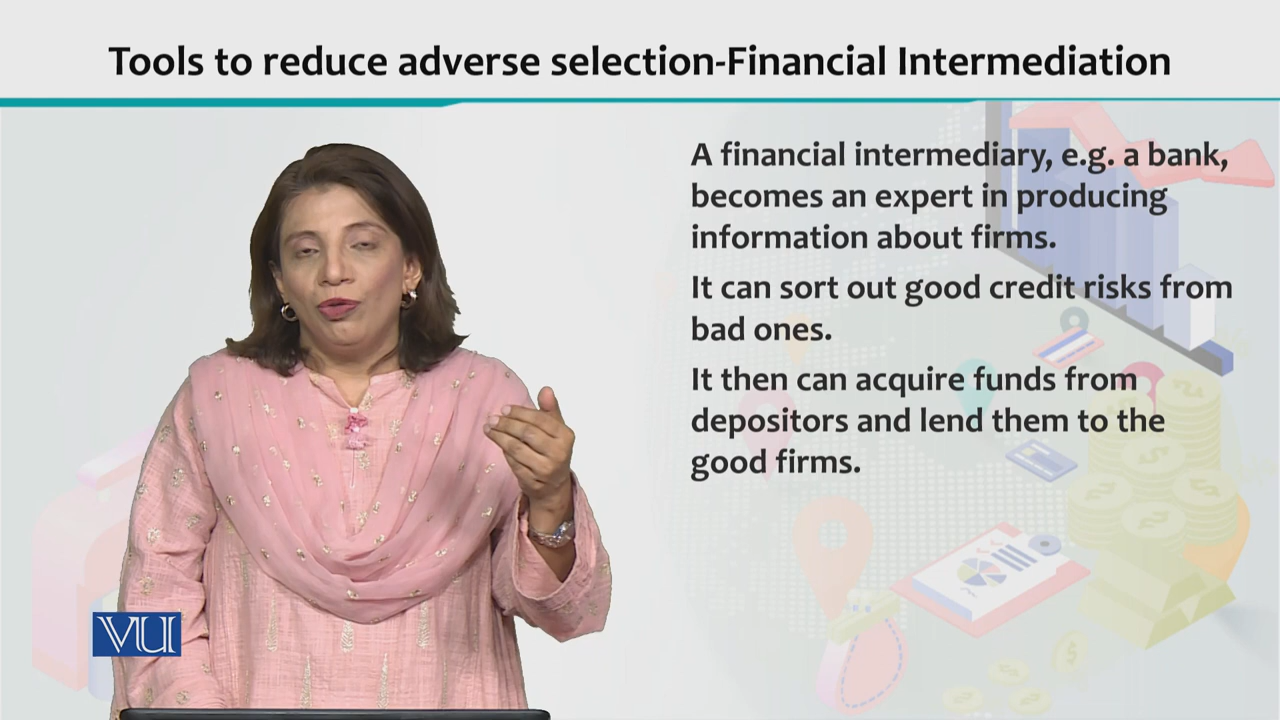 Tools to reduce adverse selection-Financial Intermediation
A financial intermediary, e.g. a bank,
becomes an expert in producing
information about firms.
It can sort out good credit risks from
bad ones.
It then can acquire funds from
depositors and lend them to the
good firms.
VU